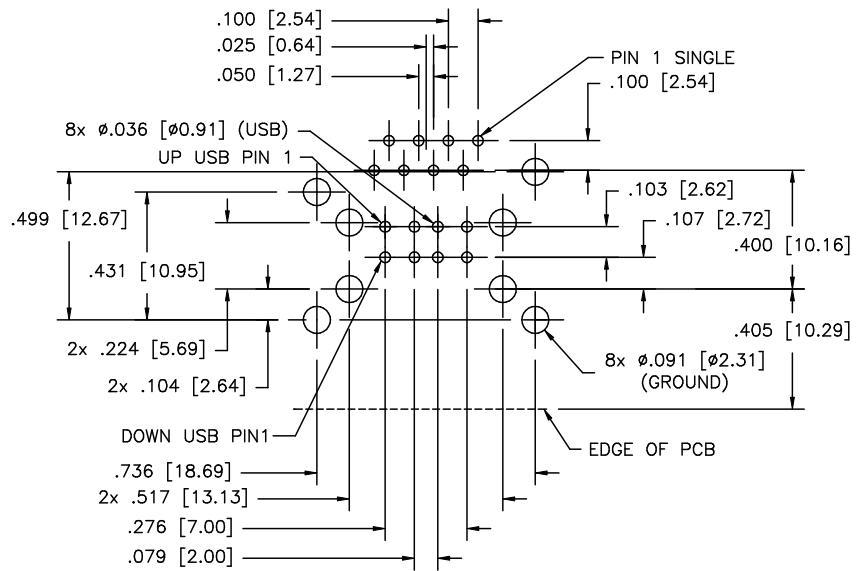 .100 [2.54]
.025 [0.64]
.050 [1.27]
PIN 1 SINGLE
.100 [2.54]
8x ø.036 [ø0.91] (USB)
UP USB PIN 1
.103 [2.62]
.499 [12.67]
.107 [2.72]
.400 [10.16]
.431 [10.95]
.405 [10.29]
2x .224 [5.69]
8x ø.091 [ø2.31]
(GROUND)
2x .104 [2.64]
DOWN USB PIN1
EDGE OF PCB
.736 [18.69]
2x .517 [13.13]
.276 [7.00]
.079 [2.00]